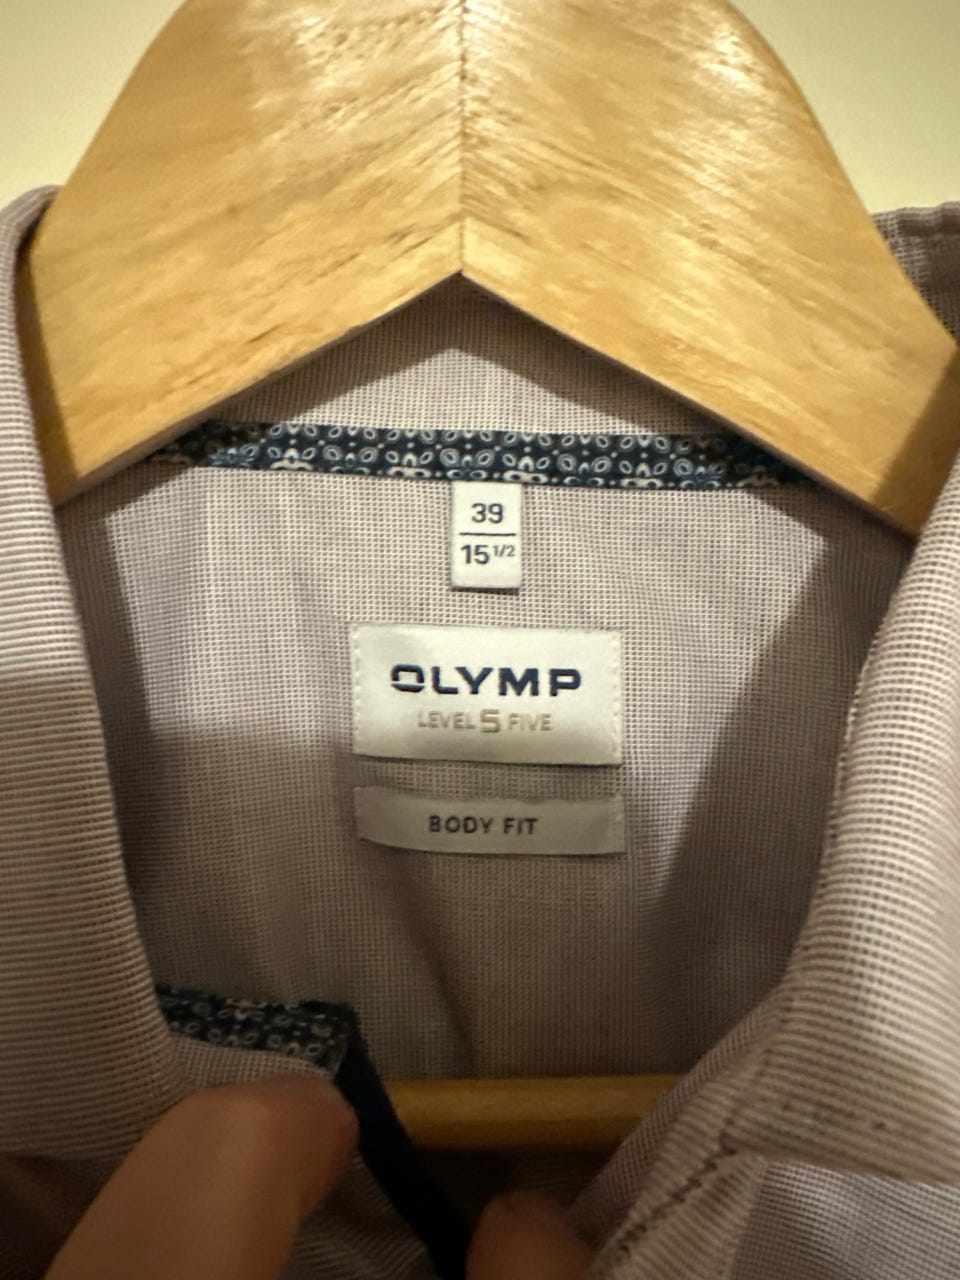 39
15 1/2
OLYMP
LEVEL 5 FIVE
BODY FIT